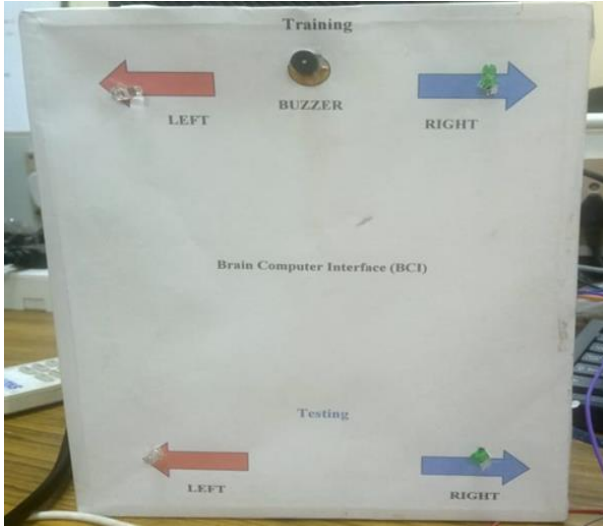 Training
BUZZER
LEFT
RIGHT
Brain Computer Interface (BCI)
Testing
LEFT
RIGHT